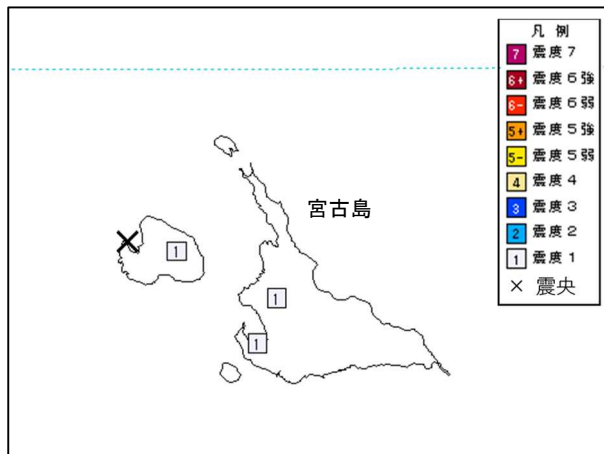 凡例
7 震度７
6+ 震度６強
6- 震度６弱
5+ 震度５強
5- 震度５弱
4 震度４
3 震度３
2 震度２
1 震度１
× 震央
宮古島
1
1
1